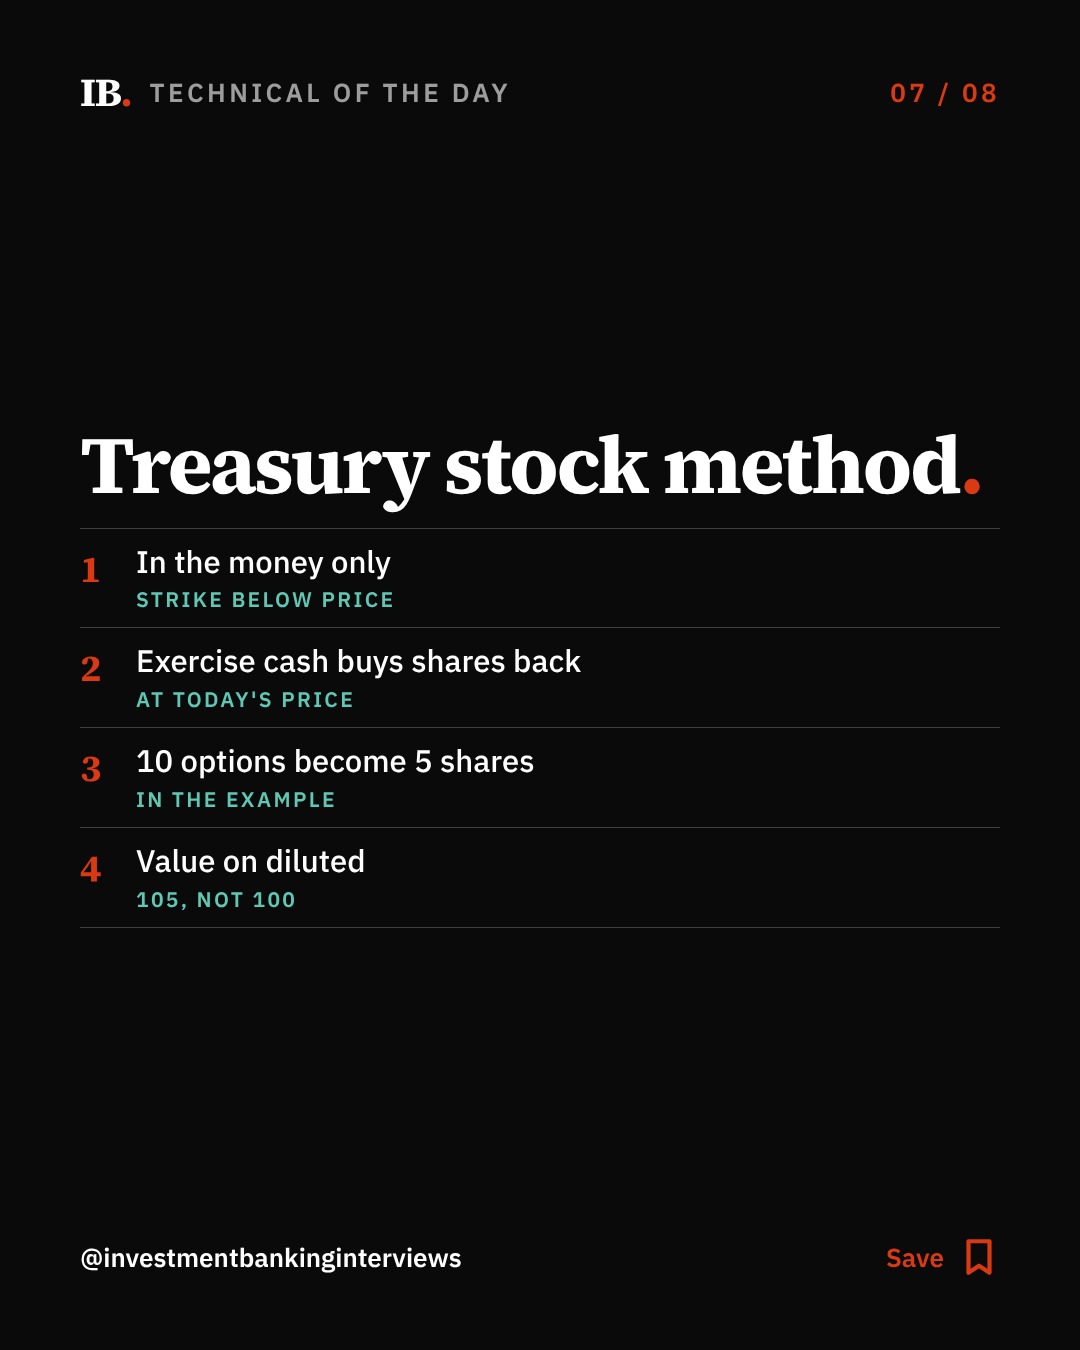 IB. TECHNICAL OF THE DAY 07 / 08
Treasury stock method.
1 In the money only
STRIKE BELOW PRICE
2 Exercise cash buys shares back
AT TODAY'S PRICE
3 10 options become 5 shares
IN THE EXAMPLE
4 Value on diluted
105, NOT 100
@investmentbankinginterviews Save